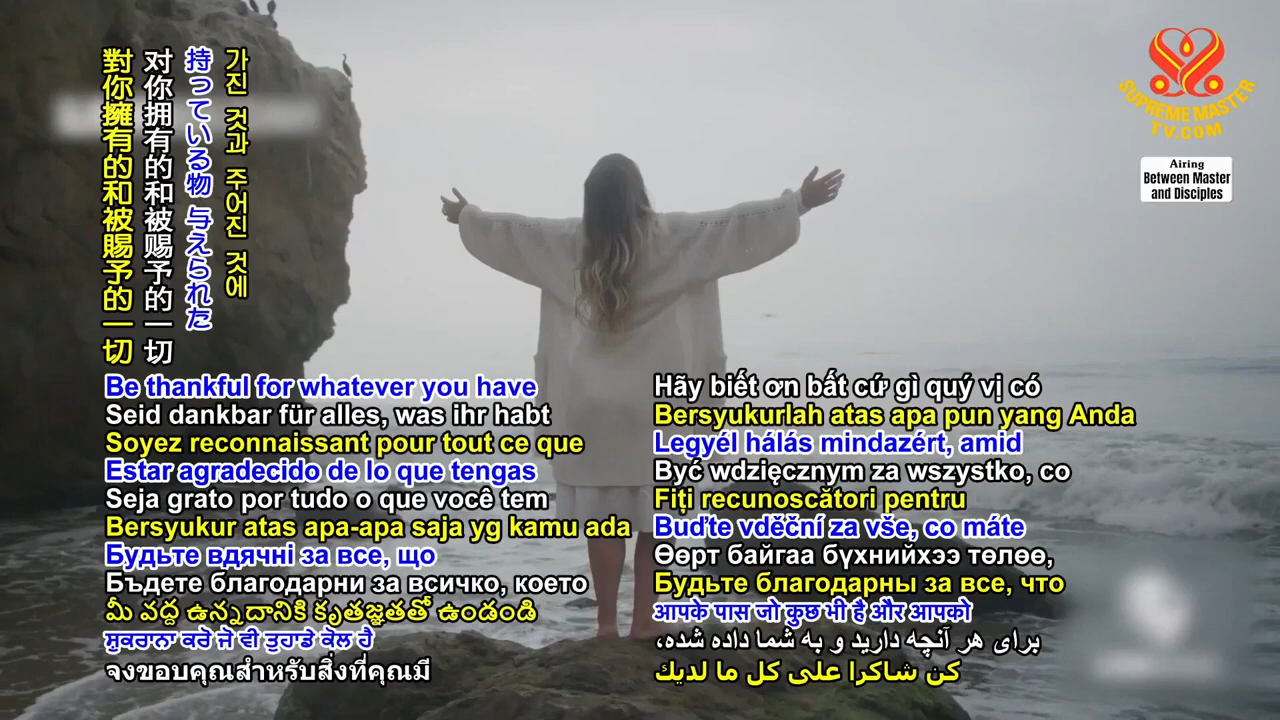 對你擁有的和被賜予的一切
对你拥有的和被赐予的一切
持っている物 与えられた
가진 것과 주어진 것에
SUPREME MASTER
TV.COM
Airing
Between Master
and Disciples
Be thankful for whatever you have
Seid dankbar für alles, was ihr habt
Soyez reconnaissant pour tout ce que
Estar agradecido de lo que tengas
Seja grato por tudo o que você tem
Bersyukur atas apa-apa saja yg kamu ada
Будьте вдячні за все, що
Бъдете благодарни за всичко, което
మీ వద్ద ఉన్నదానికి కృతజ్ఞతతో ఉండండి
ਸ਼ੁਕਰਾਨਾ ਕਰੋ ਜੋ ਵੀ ਤੁਹਾਡੇ ਕੋਲ ਹੈ
จงขอบคุณสำหรับสิ่งที่คุณมี
Hãy biết ơn bất cứ gì quý vị có
Bersyukurlah atas apa pun yang Anda
Legyél hálás mindazért, amid
Być wdzięcznym za wszystko, co
Fiți recunoscători pentru
Buďte vděční za vše, co máte
Өөрт байгаа бүхнийхээ төлөө,
Будьте благодарны за все, что
आपके पास जो कुछ भी है और आपको
برای هر آنچه دارید و به شما داده شده،
كن شاكرا على كل ما لديك